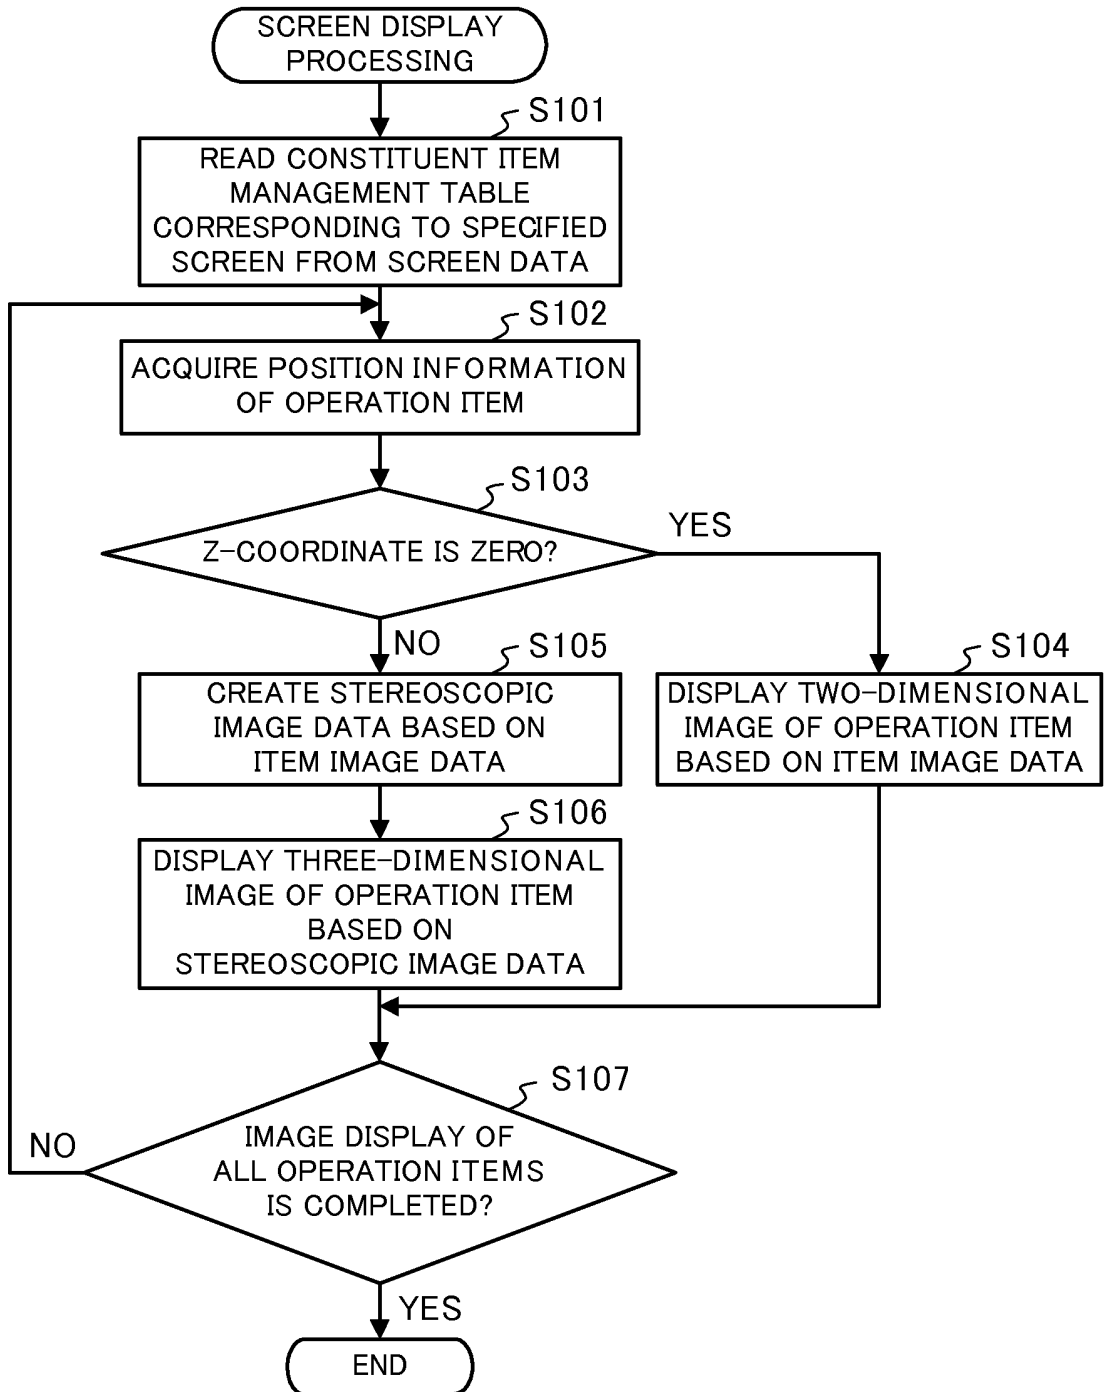 SCREEN DISPLAY
PROCESSING
S101
READ CONSTITUENT ITEM
MANAGEMENT TABLE
CORRESPONDING TO SPECIFIED
SCREEN FROM SCREEN DATA
S102
ACQUIRE POSITION INFORMATION
OF OPERATION ITEM
S103
Z-COORDINATE IS ZERO?
YES
NO
S105
CREATE STEREOSCOPIC
IMAGE DATA BASED ON
ITEM IMAGE DATA
S104
DISPLAY TWO-DIMENSIONAL
IMAGE OF OPERATION ITEM
BASED ON ITEM IMAGE DATA
S106
DISPLAY THREE-DIMENSIONAL
IMAGE OF OPERATION ITEM
BASED ON
STEREOSCOPIC IMAGE DATA
S107
IMAGE DISPLAY OF
ALL OPERATION ITEMS
IS COMPLETED?
NO
YES
END